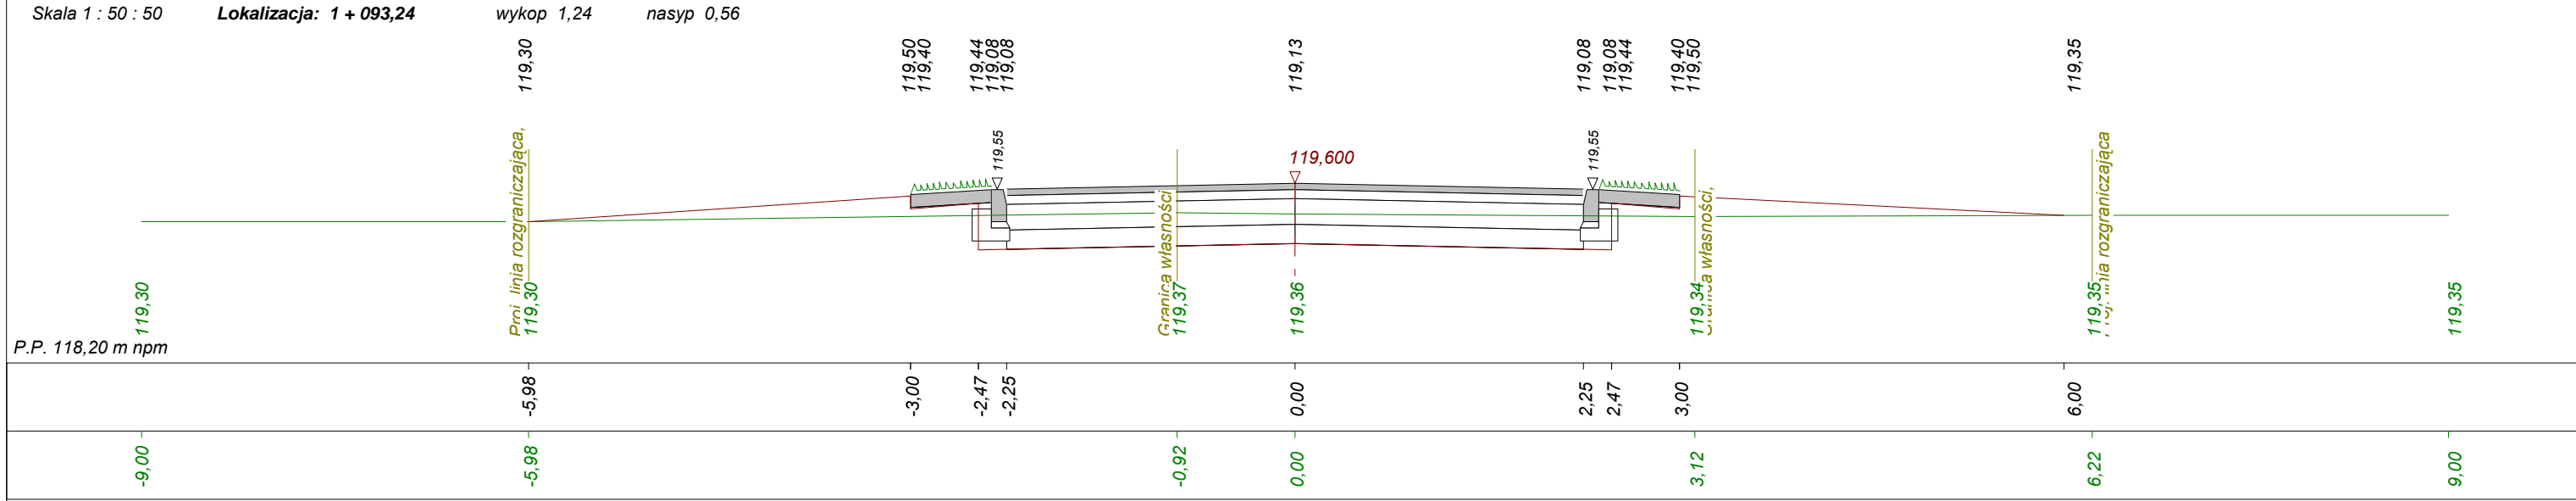 Skala 1 : 50 : 50 Lokalizacja: 1 + 093,24 wykop 1,24 nasyp 0,56
119,30 119,50 119,40 119,44 119,08 119,08 119,13 119,08 119,08 119,44 119,40 119,50 119,35
119,55 119,55
119,600
Proj. linia rozgraniczająca, Granica własności Granica własności, Proj. linia rozgraniczająca
119,30 119,30 119,37 119,36 119,34 119,35 119,35
P.P. 118,20 m npm
-5,98 -3,00 -2,47 -2,25 0,00 2,25 2,47 3,00 6,00
-9,00 -5,98 -0,92 0,00 3,12 6,22 9,00